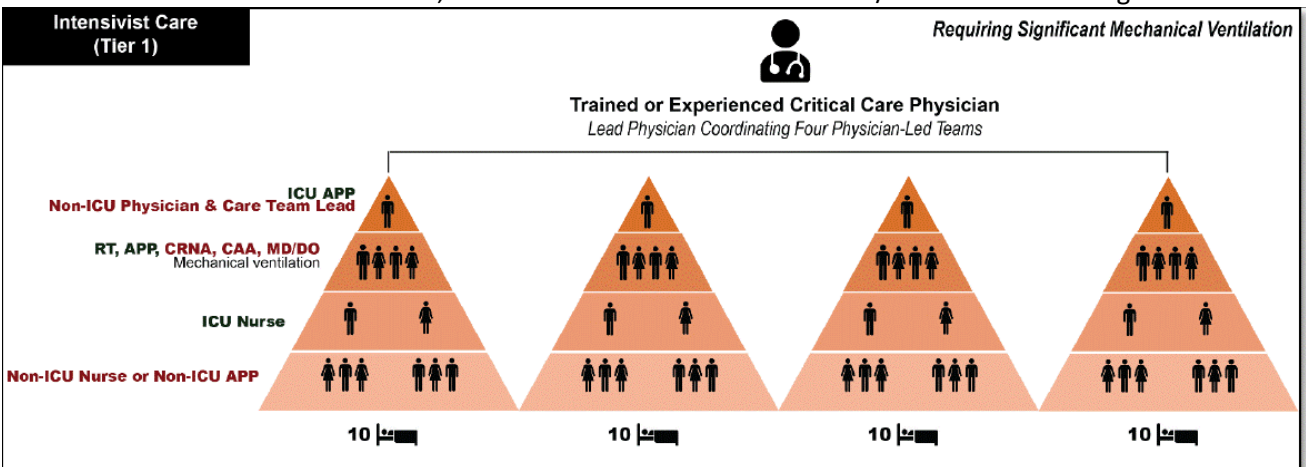 Intensivist Care
(Tier 1)
Requiring Significant Mechanical Ventilation
Trained or Experienced Critical Care Physician
Lead Physician Coordinating Four Physician-Led Teams
ICU APP
Non-ICU Physician & Care Team Lead
RT, APP, CRNA, CAA, MD/DO
Mechanical ventilation
ICU Nurse
Non-ICU Nurse or Non-ICU APP
10 10 10 10